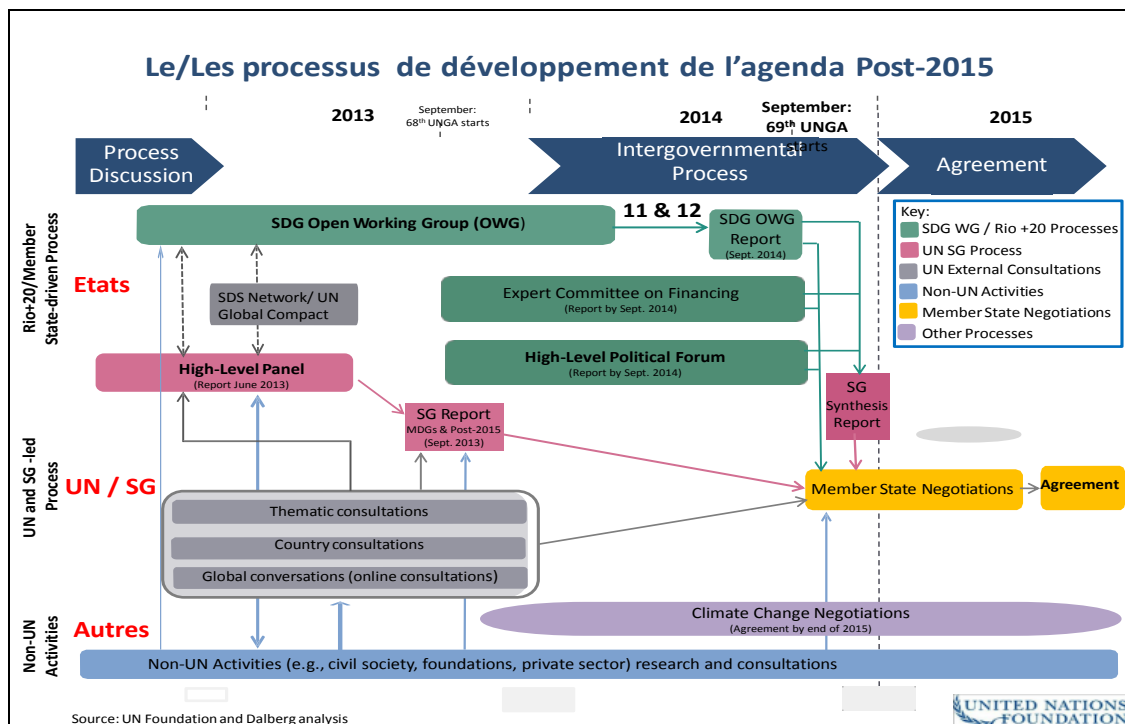 Le/Les processus de développement de l’agenda Post-2015
2013
September:
68th UNGA starts
2014
September:
69th UNGA
starts
2015
Process
Discussion
Intergovernmental
Process
Agreement
Key:
SDG WG / Rio +20 Processes
UN SG Process
UN External Consultations
Non-UN Activities
Member State Negotiations
Other Processes
Rio+20/Member
State-driven Process
Etats
SDG Open Working Group (OWG)
11 & 12
SDG OWG
Report
(Sept. 2014)
SDS Network/ UN
Global Compact
Expert Committee on Financing
(Report by Sept. 2014)
High-Level Panel
(Report June 2013)
High-Level Political Forum
(Report by Sept. 2014)
UN and SG -led
Process
UN / SG
SG Report
MDGs & Post-2015
(Sept. 2013)
SG
Synthesis
Report
Member State Negotiations
Agreement
Thematic consultations
Country consultations
Global conversations (online consultations)
Non-UN
Activities
Autres
Climate Change Negotiations
(Agreement by end of 2015)
Non-UN Activities (e.g., civil society, foundations, private sector) research and consultations
Source: UN Foundation and Dalberg analysis
UNITED NATIONS
FOUNDATION